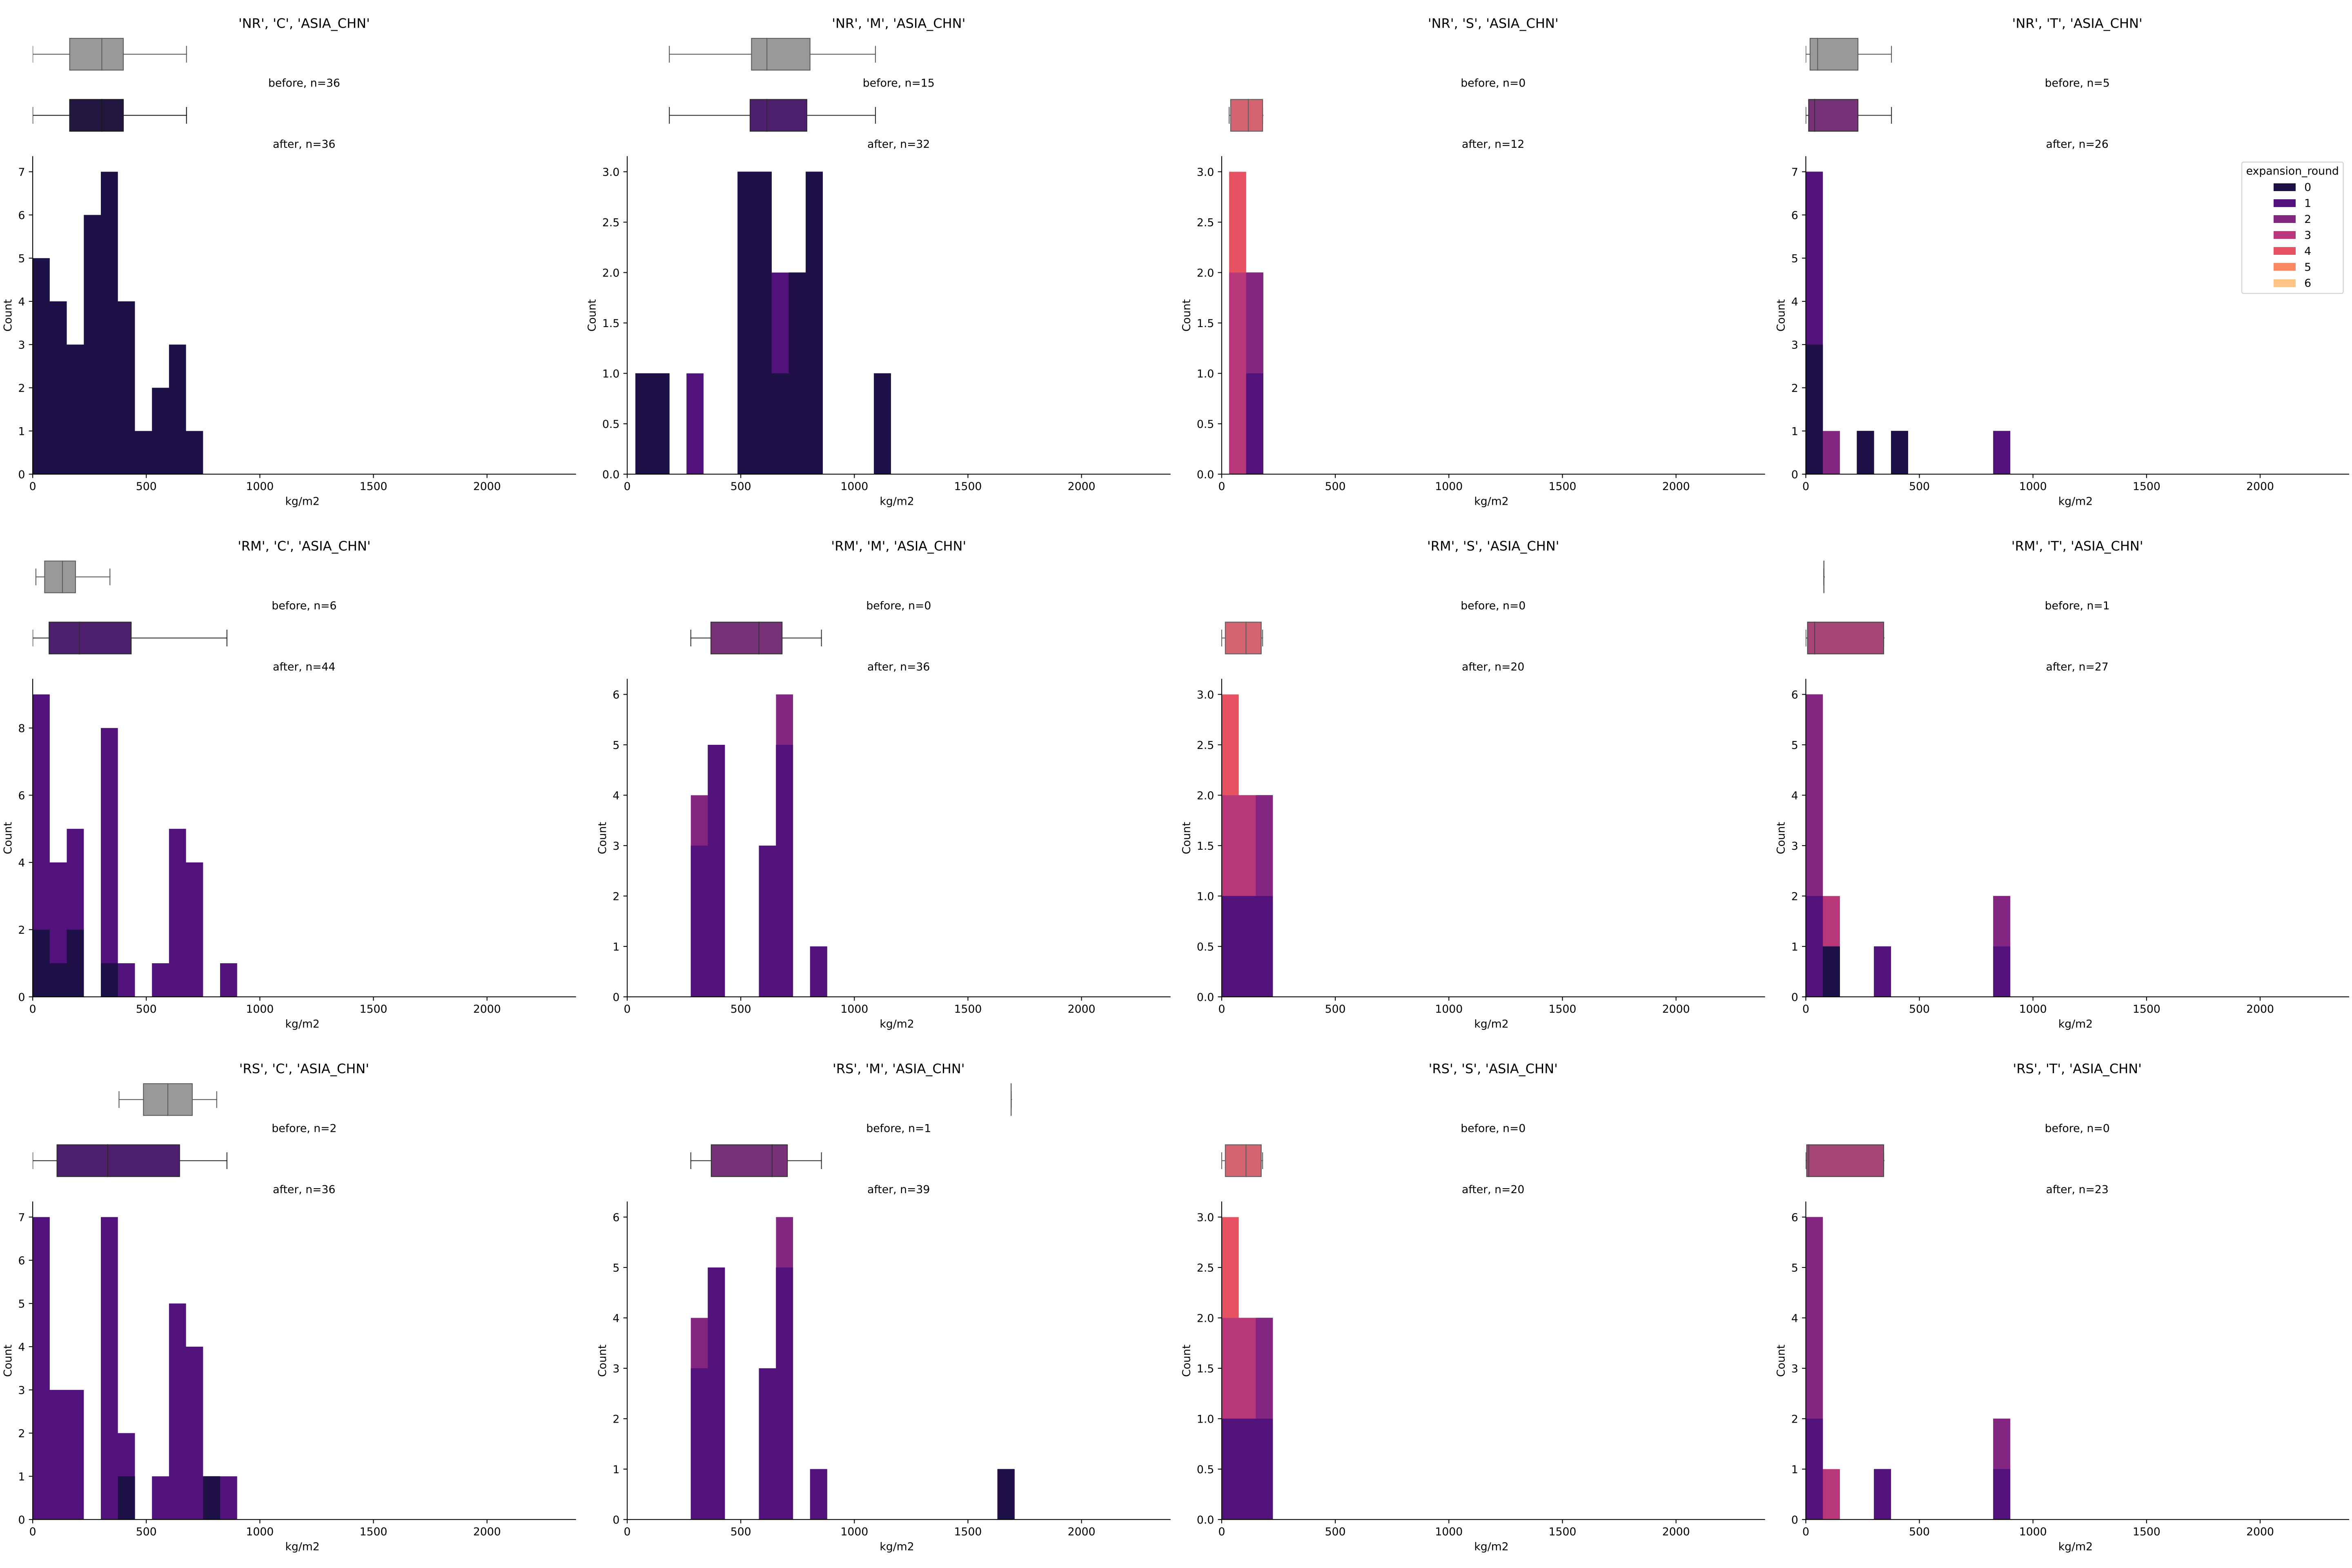 'NR', 'C', 'ASIA_CHN'
before, n=36
after, n=36
Count
7
6
5
4
3
2
1
0
0 500 1000 1500 2000
kg/m2
'NR', 'M', 'ASIA_CHN'
before, n=15
after, n=32
Count
3.0
2.5
2.0
1.5
1.0
0.5
0.0
0 500 1000 1500 2000
kg/m2
'NR', 'S', 'ASIA_CHN'
before, n=0
after, n=12
Count
3.0
2.5
2.0
1.5
1.0
0.5
0.0
0 500 1000 1500 2000
kg/m2
'NR', 'T', 'ASIA_CHN'
before, n=5
after, n=26
Count
7
6
5
4
3
2
1
0
0 500 1000 1500 2000
kg/m2
expansion_round
0
1
2
3
4
5
6
'RM', 'C', 'ASIA_CHN'
before, n=6
after, n=44
Count
8
6
4
2
0
0 500 1000 1500 2000
kg/m2
'RM', 'M', 'ASIA_CHN'
before, n=0
after, n=36
Count
6
5
4
3
2
1
0
0 500 1000 1500 2000
kg/m2
'RM', 'S', 'ASIA_CHN'
before, n=0
after, n=20
Count
3.0
2.5
2.0
1.5
1.0
0.5
0.0
0 500 1000 1500 2000
kg/m2
'RM', 'T', 'ASIA_CHN'
before, n=1
after, n=27
Count
6
5
4
3
2
1
0
0 500 1000 1500 2000
kg/m2
'RS', 'C', 'ASIA_CHN'
before, n=2
after, n=36
Count
7
6
5
4
3
2
1
0
0 500 1000 1500 2000
kg/m2
'RS', 'M', 'ASIA_CHN'
before, n=1
after, n=39
Count
6
5
4
3
2
1
0
0 500 1000 1500 2000
kg/m2
'RS', 'S', 'ASIA_CHN'
before, n=0
after, n=20
Count
3.0
2.5
2.0
1.5
1.0
0.5
0.0
0 500 1000 1500 2000
kg/m2
'RS', 'T', 'ASIA_CHN'
before, n=0
after, n=23
Count
6
5
4
3
2
1
0
0 500 1000 1500 2000
kg/m2